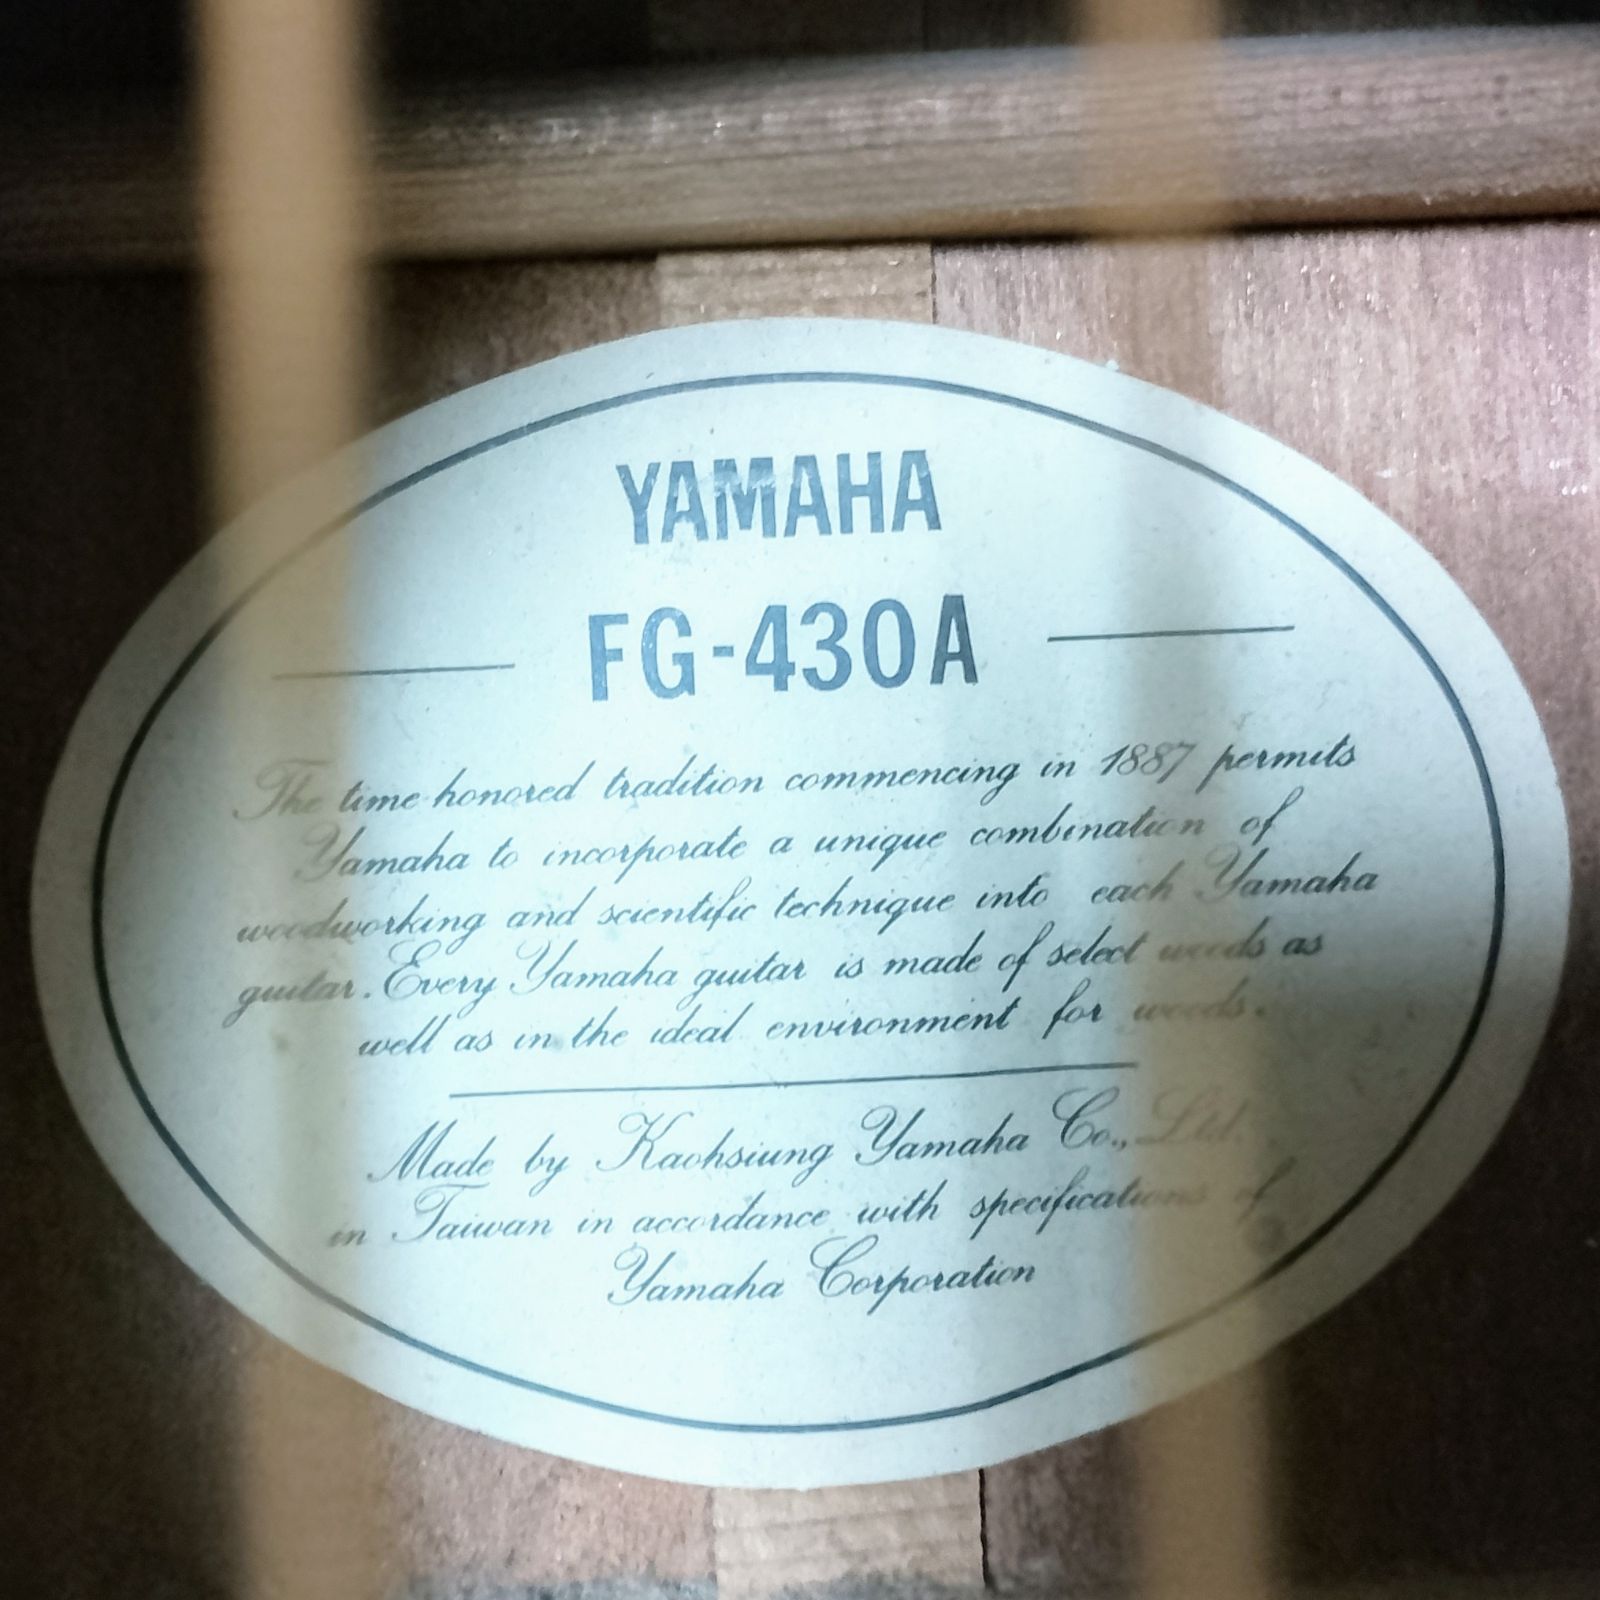 YAMAHA
FG-430A
The time-honored tradition commencing in 1887 permits
Yamaha to incorporate a unique combination of
woodworking and scientific technique into each Yamaha
guitar. Every Yamaha guitar is made of select woods as
well as in the ideal environment for woods.
Made by Kaohsiung Yamaha Co., Ltd.
in Taiwan in accordance with specifications of
Yamaha Corporation